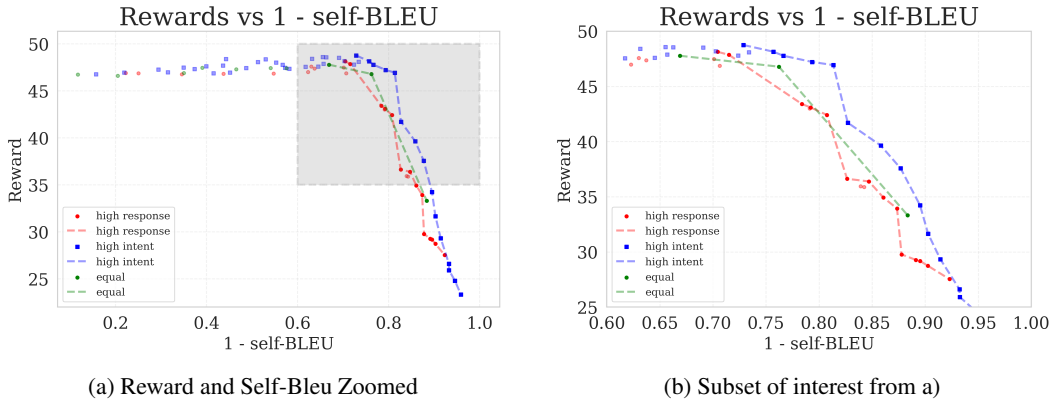 Rewards vs 1 - self-BLEU
Reward
50
45
40
35
30
25
high response
high response
high intent
high intent
equal
equal
0.2
0.4
0.6
0.8
1.0
1 - self-BLEU
(a) Reward and Self-Bleu Zoomed
Rewards vs 1 - self-BLEU
Reward
50
45
40
35
30
25
high response
high response
high intent
high intent
equal
equal
0.60
0.65
0.70
0.75
0.80
0.85
0.90
0.95
1.00
1 - self-BLEU
(b) Subset of interest from a)